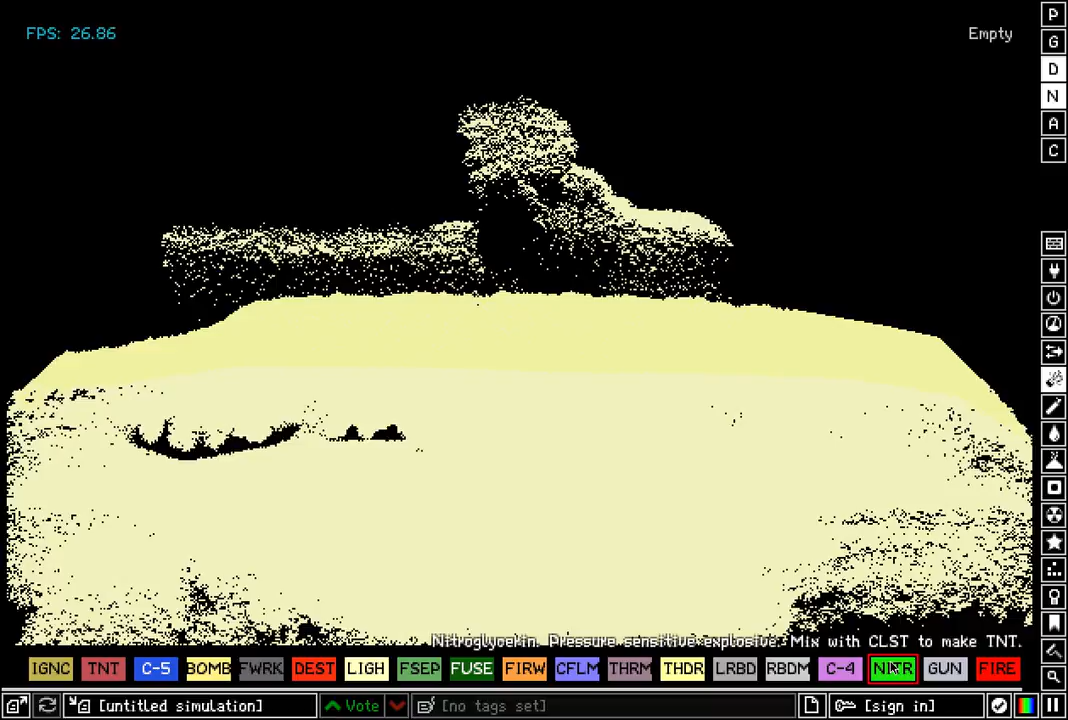 FPS: 26.86
Empty
P
G
D
N
A
C
Nitroglycekin. Pressure sensitive explosive. Mix with CLST to make TNT.
IGNC TNT C-5 BOMB FWRK DEST LIGH FSEP FUSE FIRW CFLM THRM THDR LRBD RBDM C-4 GUN FIRE
[untitled simulation] Vote [no tags set] [sign in]